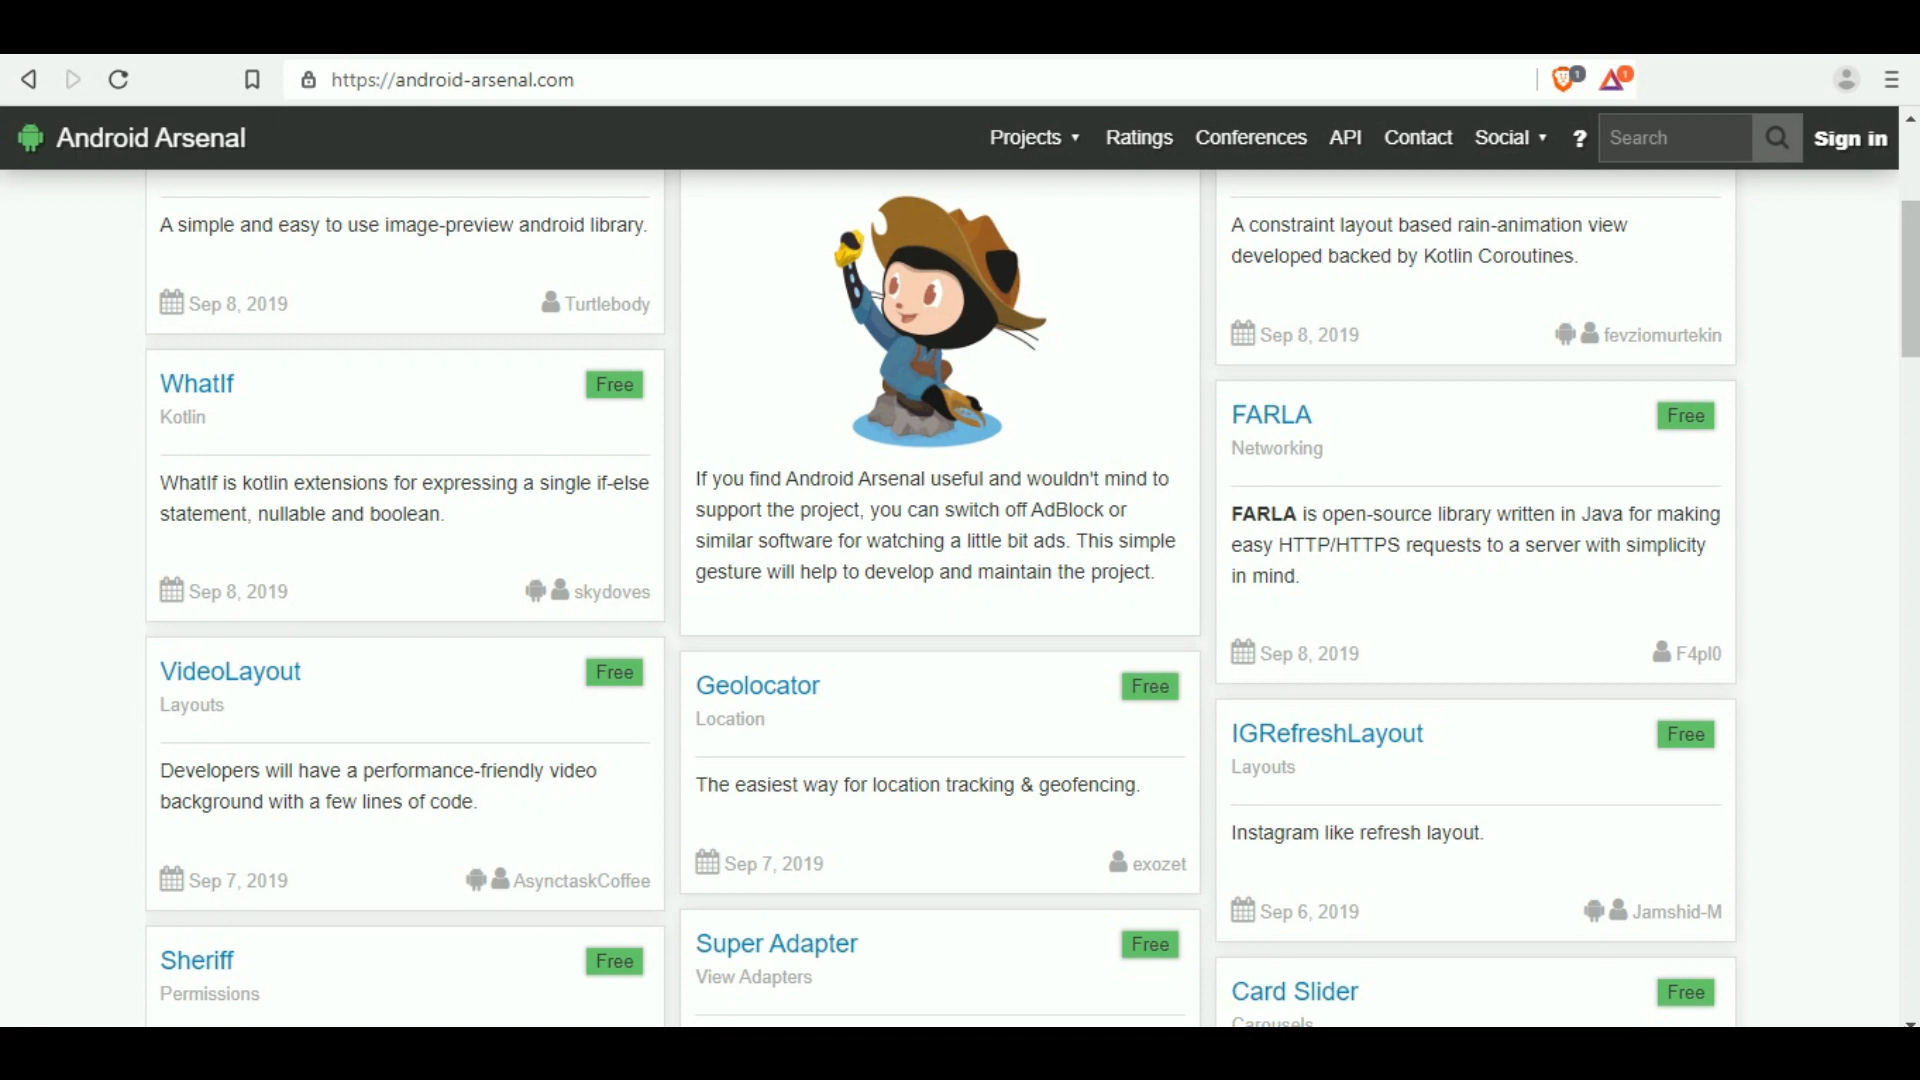 https://android-arsenal.com
1
1
Android Arsenal
Projects
Ratings
Conferences
API
Contact
Social
?
Search
Sign in
A simple and easy to use image-preview android library.
Sep 8, 2019
Turtlebody
WhatIf
Free
Kotlin
WhatIf is kotlin extensions for expressing a single if-else
statement, nullable and boolean.
Sep 8, 2019
skydoves
VideoLayout
Free
Layouts
Developers will have a performance-friendly video
background with a few lines of code.
Sep 7, 2019
AsynctaskCoffee
Sheriff
Free
Permissions
If you find Android Arsenal useful and wouldn't mind to
support the project, you can switch off AdBlock or
similar software for watching a little bit ads. This simple
gesture will help to develop and maintain the project.
Geolocator
Free
Location
The easiest way for location tracking & geofencing.
Sep 7, 2019
exozet
Super Adapter
Free
View Adapters
A constraint layout based rain-animation view
developed backed by Kotlin Coroutines.
Sep 8, 2019
fevziomurtekin
FARLA
Free
Networking
FARLA is open-source library written in Java for making
easy HTTP/HTTPS requests to a server with simplicity
in mind.
Sep 8, 2019
F4pl0
IGRefreshLayout
Free
Layouts
Instagram like refresh layout.
Sep 6, 2019
Jamshid-M
Card Slider
Free
Carousels